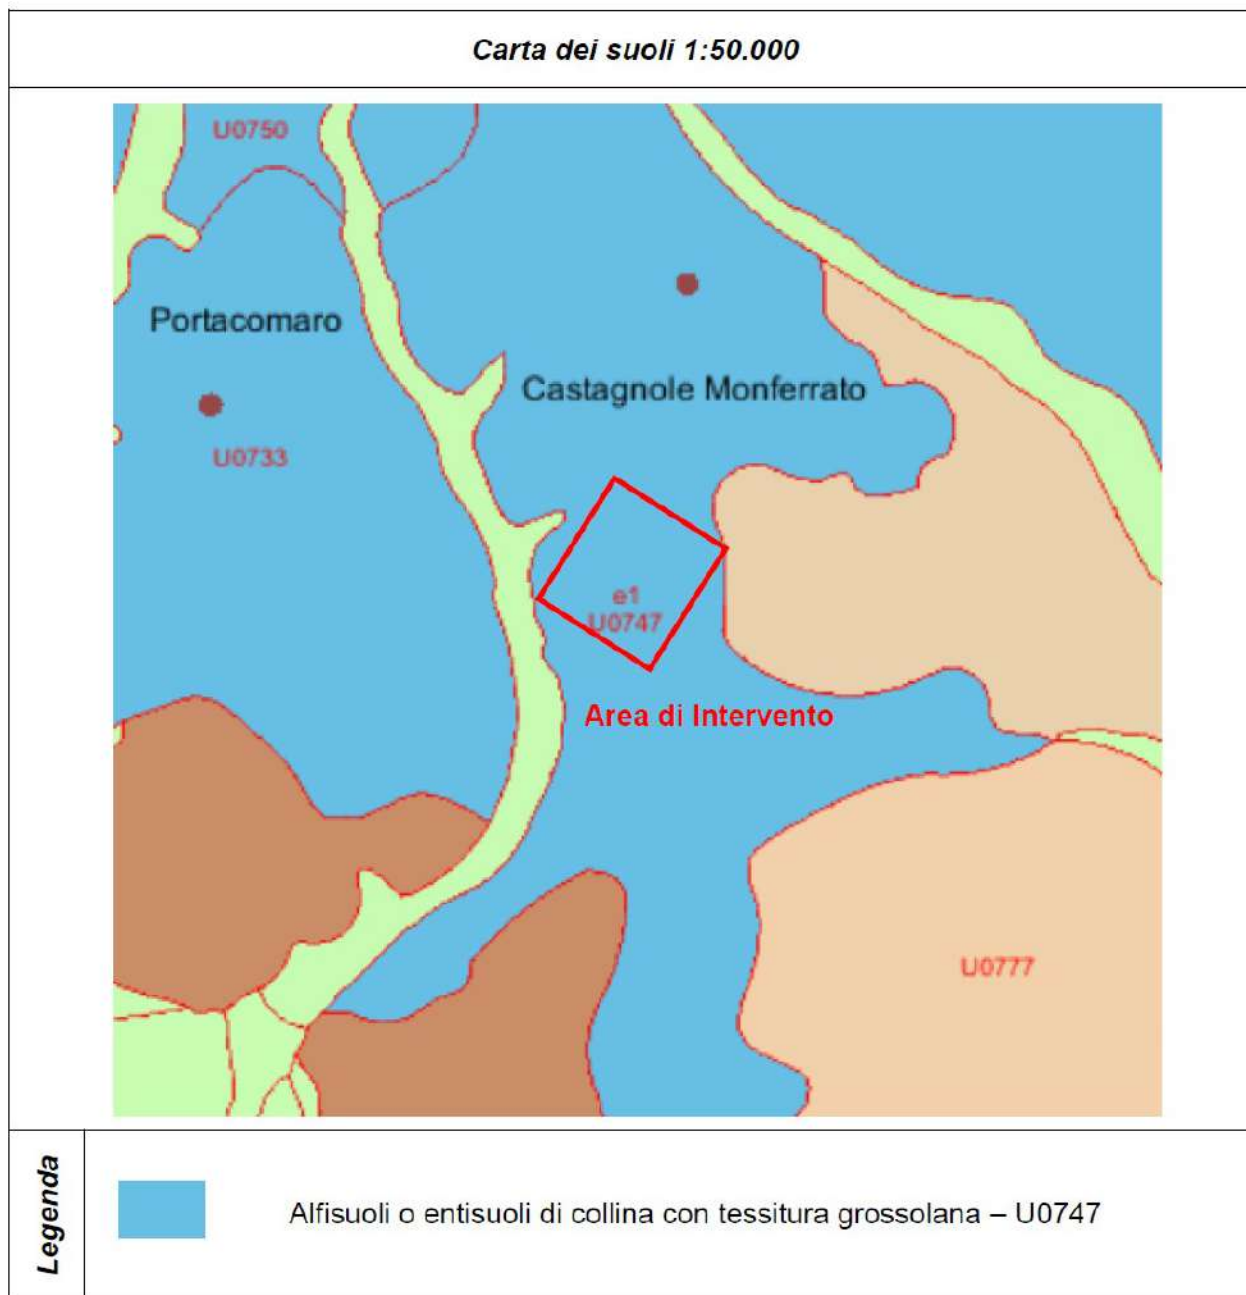 Carta dei suoli 1:50.000
U0750
Portacomaro
Castagnole Monferrato
U0733
e1
U0747
Area di Intervento
U0777
Legenda
Alfisuoli o entisuoli di collina con tessitura grossolana – U0747